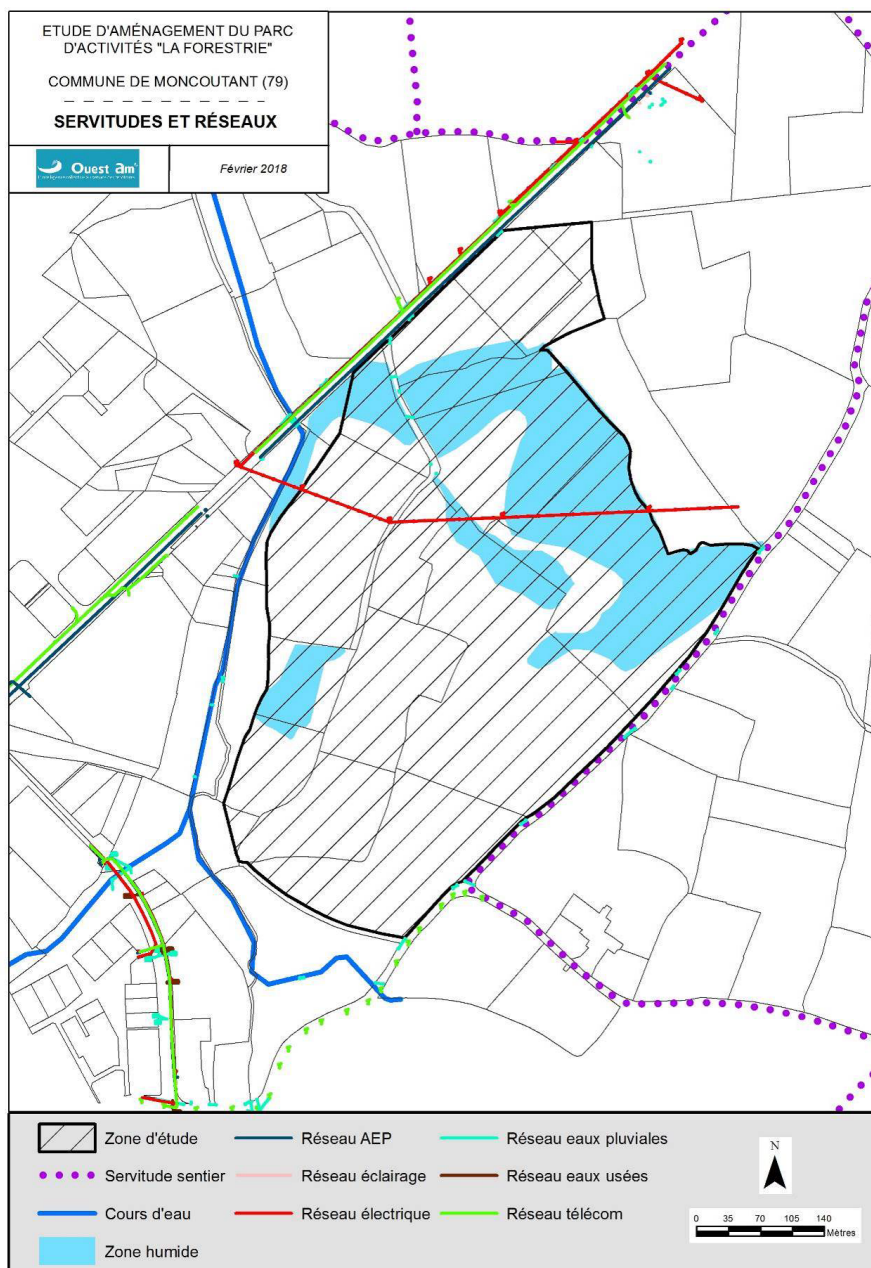 ETUDE D'AMÉNAGEMENT DU PARC
D'ACTIVITÉS "LA FORESTRIE"
COMMUNE DE MONCOUTANT (79)
SERVITUDES ET RÉSEAUX
Ouest am'
Février 2018
Zone d'étude
Réseau AEP
Réseau eaux pluviales
Servitude sentier
Réseau éclairage
Réseau eaux usées
Cours d'eau
Réseau électrique
Réseau télécom
Zone humide
N
0 35 70 105 140
Mètres